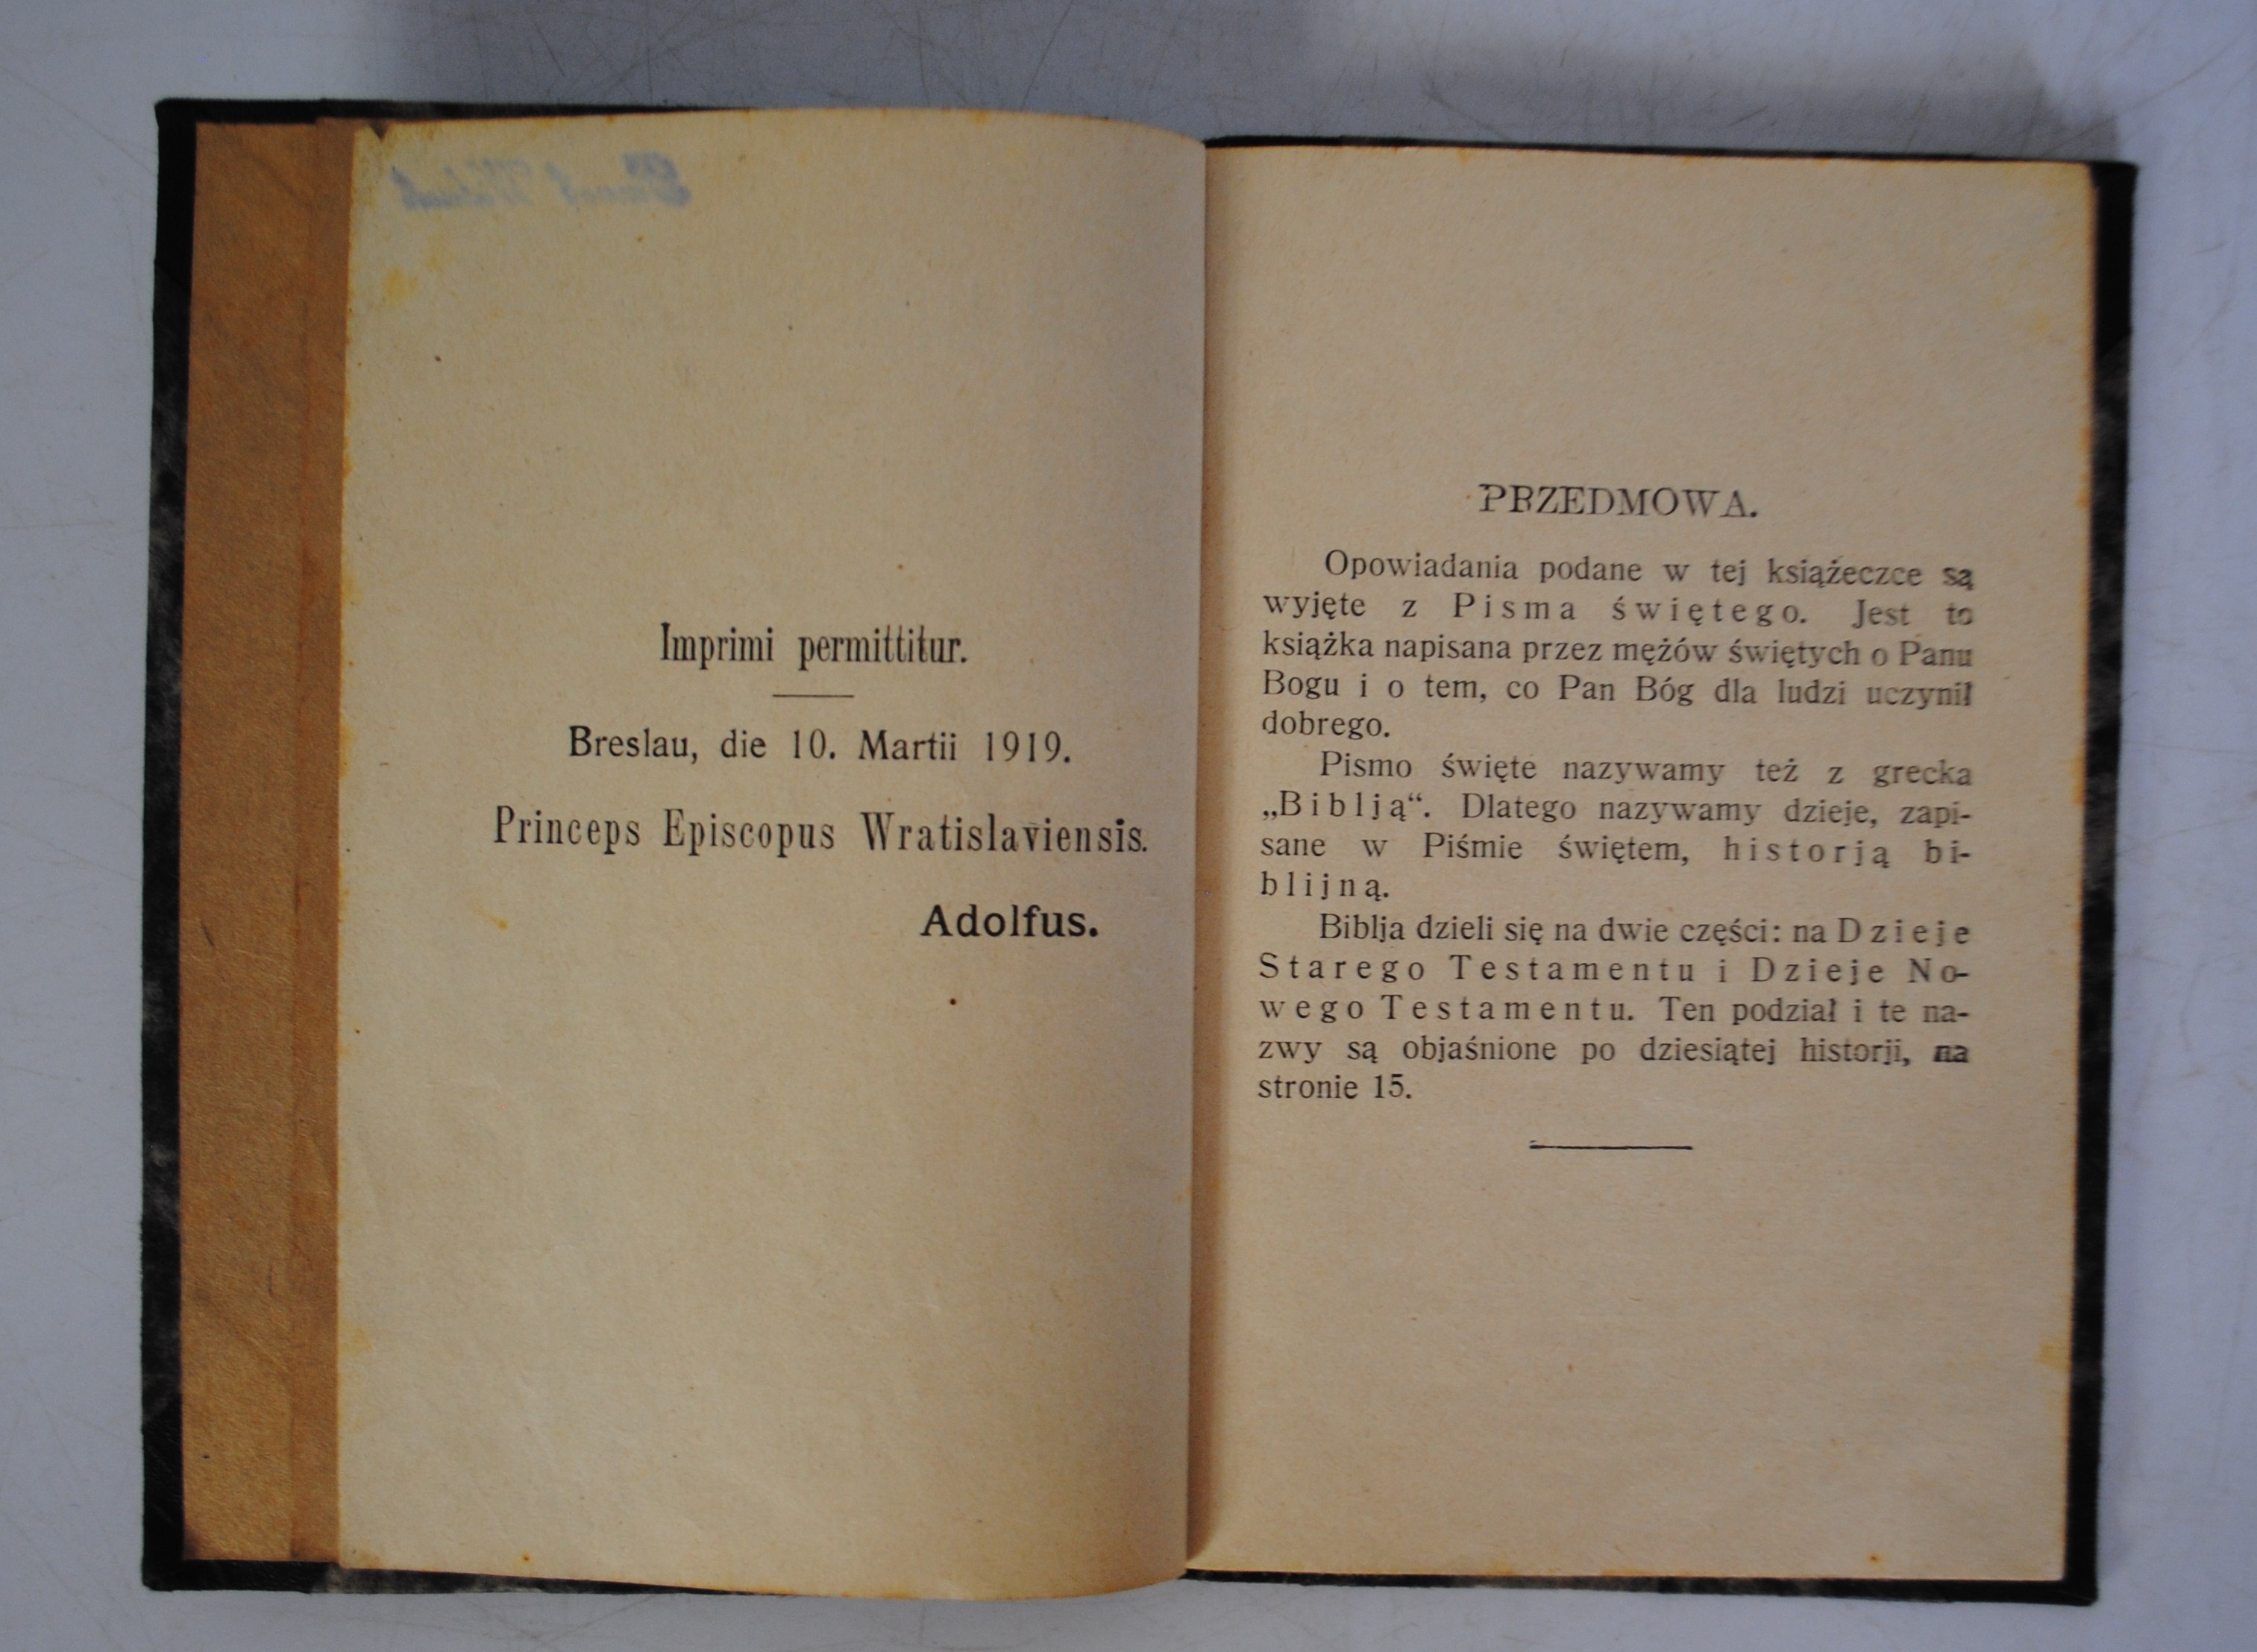 Imprimi permittitur.
Breslau, die 10. Martii 1919.
Princeps Episcopus Wratislaviensis.
Adolfus.
PRZEDMOWA.
Opowiadania podane w tej książeczce są
wyjęte z Pisma świętego. Jest to
książka napisana przez mężów świętych o Panu
Bogu i o tem, co Pan Bóg dla ludzi uczynił
dobrego.
Pismo święte nazywamy też z grecka
„Biblją“. Dlatego nazywamy dzieje, zapi-
sane w Piśmie świętem, historją bi-
blijną.
Biblja dzieli się na dwie części: na Dzieje
Starego Testamentu i Dzieje No-
wego Testamentu. Ten podział i te na-
zwy są objaśnione po dziesiątej historji, na
stronie 15.